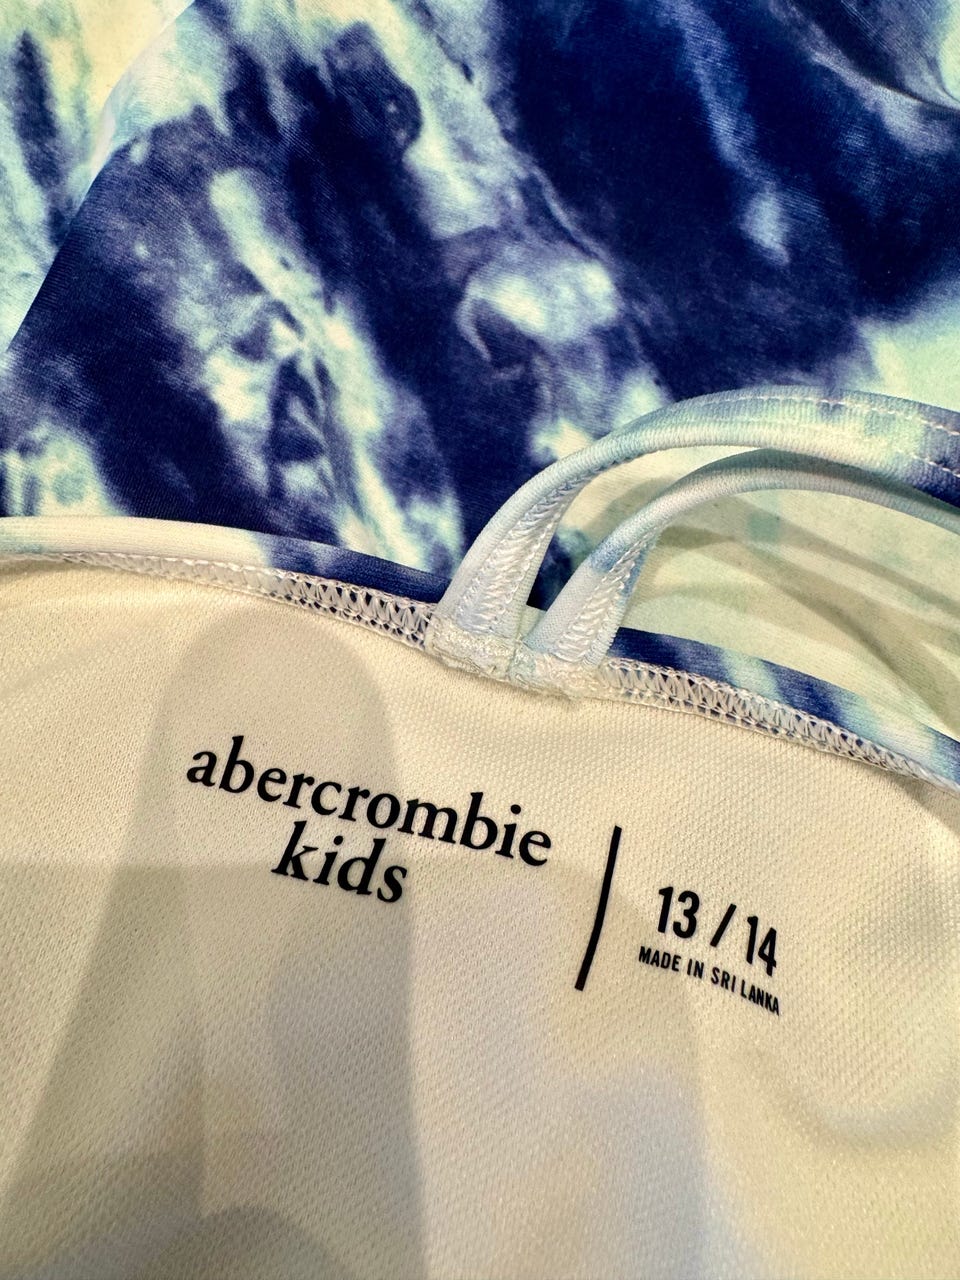 abercrombie
kids
13 / 14
MADE IN SRI LANKA